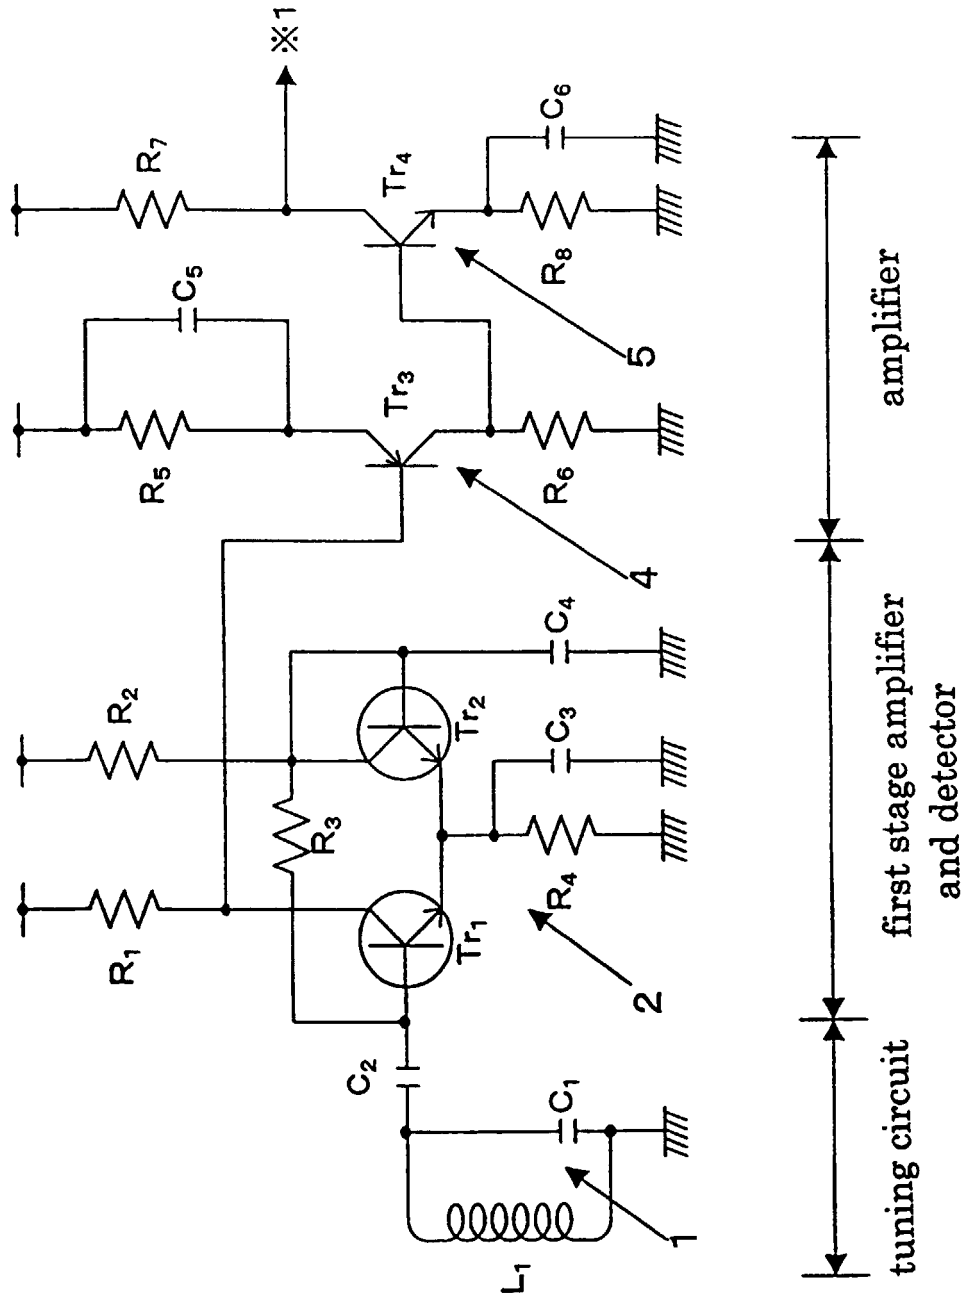 R1
R2
R5
R7
C5
※1
R3
C2
Tr3
Tr4
Tr1
Tr2
L1
C1
R4
C3
C4
R6
R8
C6
1
2
4
5
tuning circuit
first stage amplifier
and detector
amplifier